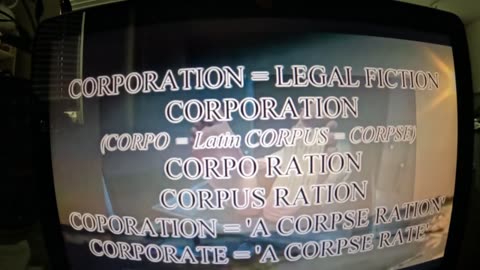 CORPORATION = LEGAL FICTION
CORPORATION
(CORPO = Latin CORPUS = CORPSE)
CORPO RATION
CORPUS RATION
COPORATION = 'A CORPSE RATION'
CORPORATE = 'A CORPSE RATE'